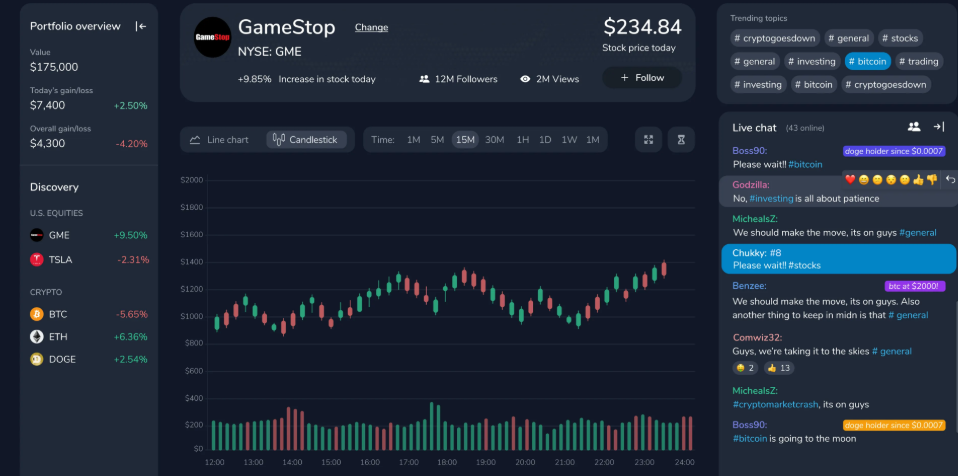 Portfolio overview
Value
$175,000
Today's gain/loss
$7,400 +2.50%
Overall gain/loss
$4,300 -4.20%
Discovery
U.S. EQUITIES
GME +9.50%
TSLA -2.31%
CRYPTO
BTC -5.65%
ETH +6.36%
DOGE +2.54%
GameStop
GameStop Change
NYSE: GME
$234.84
Stock price today
+9.85% Increase in stock today
12M Followers
2M Views
+ Follow
Line chart
Candlestick
Time: 1M 5M 15M 30M 1H 1D 1W 1M
$2000
$1800
$1600
$1400
$1200
$1000
$800
$600
$400
$200
$0
12:00 13:00 14:00 15:00 16:00 17:00 18:00 19:00 20:00 21:00 22:00 23:00 24:00
Trending topics
# cryptogoesdown # general # stocks
# general # investing # bitcoin # trading
# investing # bitcoin # cryptogoesdown
Live chat (43 online)
Boss90: doge holder since $0.0007
Please wait!! #bitcoin
Godzilla:
No, #investing is all about patience
MichealsZ:
We should make the move, its on guys #general
Chukky: #8
Please wait!! #stocks
Benzee: btc at $2000!
We should make the move, its on guys. Also
another thing to keep in midn is that # general
Comwiz32:
Guys, we're taking it to the skies # general
2 13
MichealsZ:
#cryptomarketcrash, its on guys
Boss90: doge holder since $0.0007
#bitcoin is going to the moon